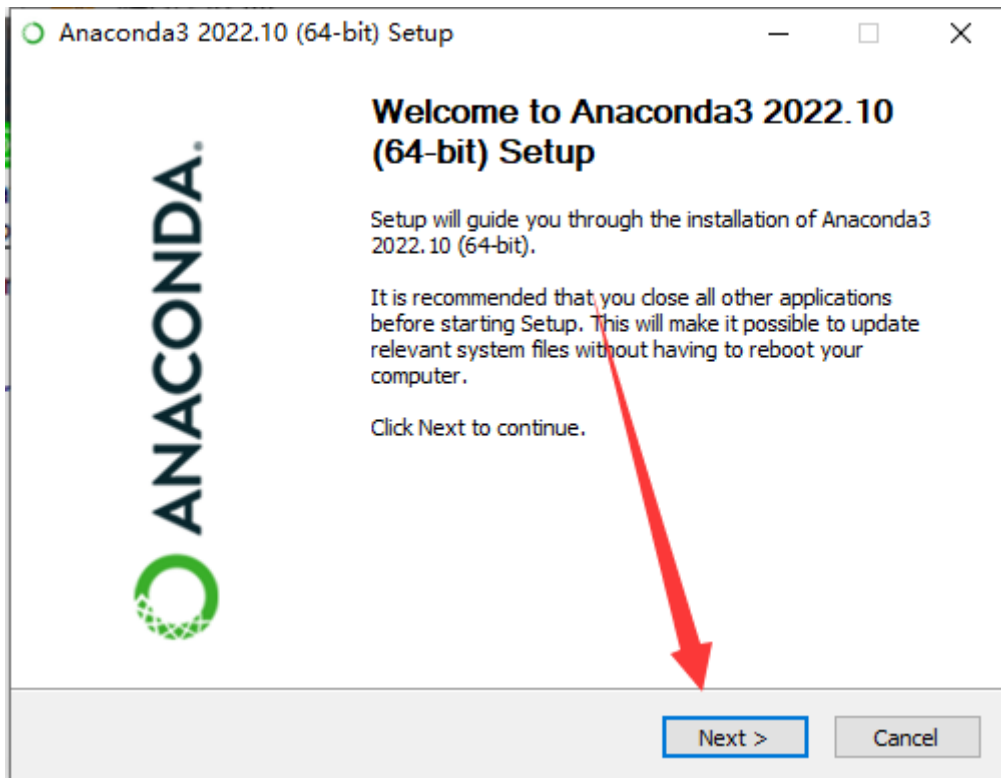 Anaconda3 2022.10 (64-bit) Setup
Welcome to Anaconda3 2022.10
(64-bit) Setup
Setup will guide you through the installation of Anaconda3
2022.10 (64-bit).
It is recommended that you close all other applications
before starting Setup. This will make it possible to update
relevant system files without having to reboot your
computer.
Click Next to continue.
ANACONDA.
Next >
Cancel